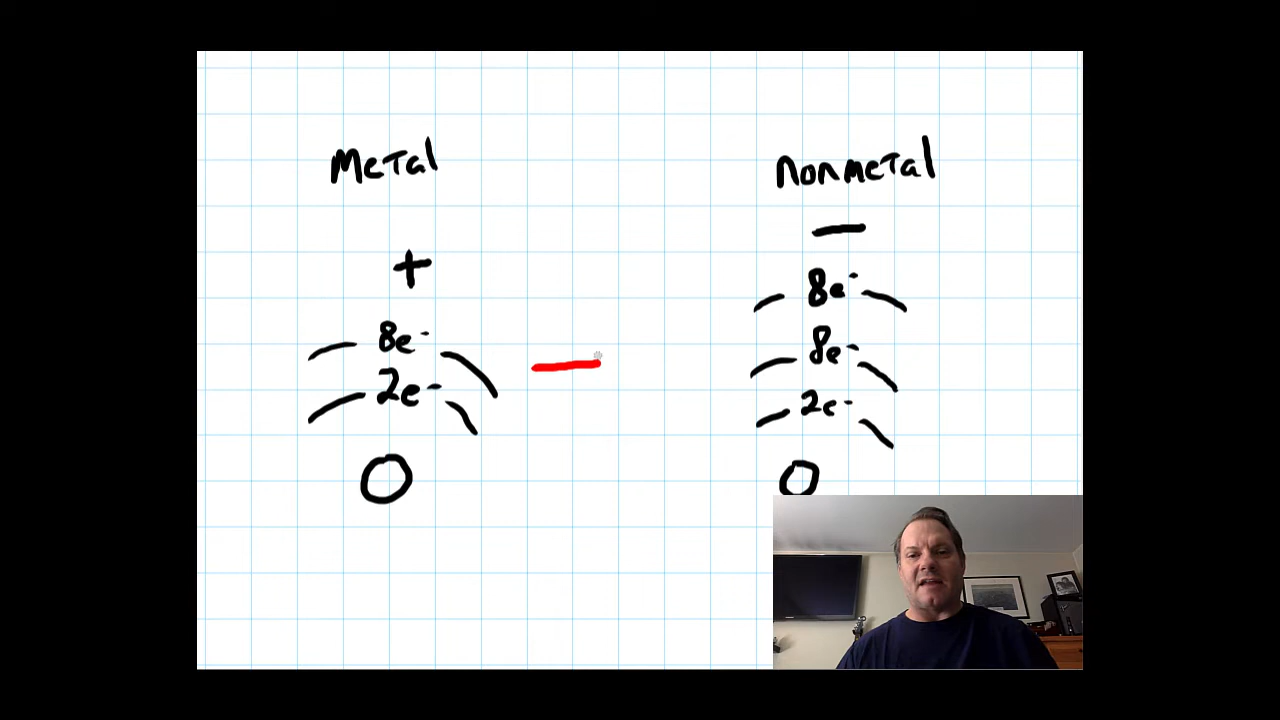 Metal
+
8e-
2e-
nonmetal
—
8e-
8e-
2e-